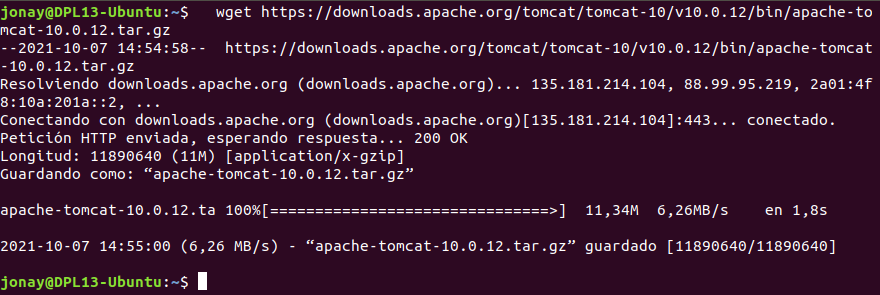 jonay@DPL13-Ubuntu:~$   wget https://downloads.apache.org/tomcat/tomcat-10/v10.0.12/bin/apache-to
mcat-10.0.12.tar.gz
--2021-10-07 14:54:58--  https://downloads.apache.org/tomcat/tomcat-10/v10.0.12/bin/apache-tomcat
-10.0.12.tar.gz
Resolviendo downloads.apache.org (downloads.apache.org)... 135.181.214.104, 88.99.95.219, 2a01:4f
8:10a:201a::2, ...
Conectando con downloads.apache.org (downloads.apache.org)[135.181.214.104]:443... conectado.
Petición HTTP enviada, esperando respuesta... 200 OK
Longitud: 11890640 (11M) [application/x-gzip]
Guardando como: “apache-tomcat-10.0.12.tar.gz”
apache-tomcat-10.0.12.ta 100%[===============================>]  11,34M  6,26MB/s    en 1,8s
2021-10-07 14:55:00 (6,26 MB/s) - “apache-tomcat-10.0.12.tar.gz” guardado [11890640/11890640]
jonay@DPL13-Ubuntu:~$